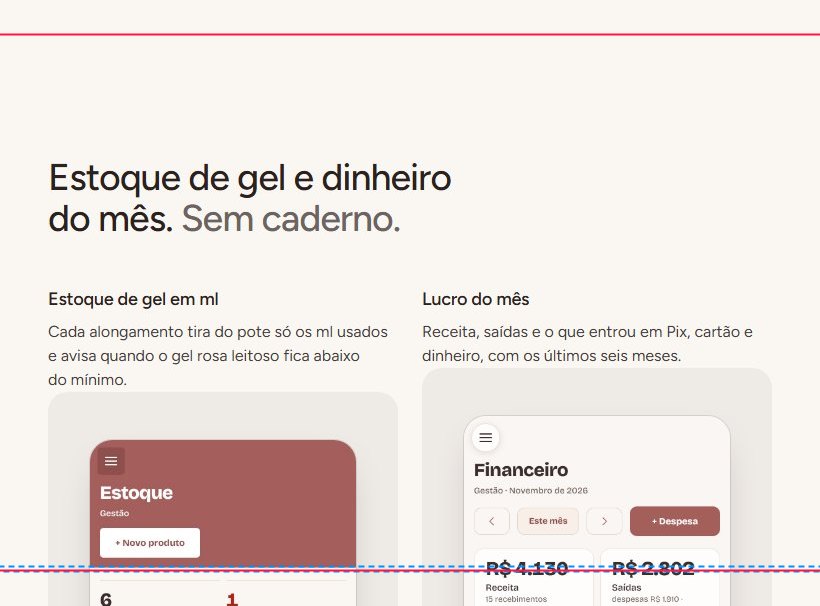 Estoque de gel e dinheiro
do mês. Sem caderno.
Estoque de gel em ml
Cada alongamento tira do pote só os ml usados
e avisa quando o gel rosa leitoso fica abaixo
do mínimo.
Lucro do mês
Receita, saídas e o que entrou em Pix, cartão e
dinheiro, com os últimos seis meses.
Estoque
Gestão
+ Novo produto
6
1
Financeiro
Gestão · Novembro de 2026
Este mês
+ Despesa
R$ 4.130
R$ 2.802
Receita
Saídas
15 recebimentos
despesas R$ 1.910 ·